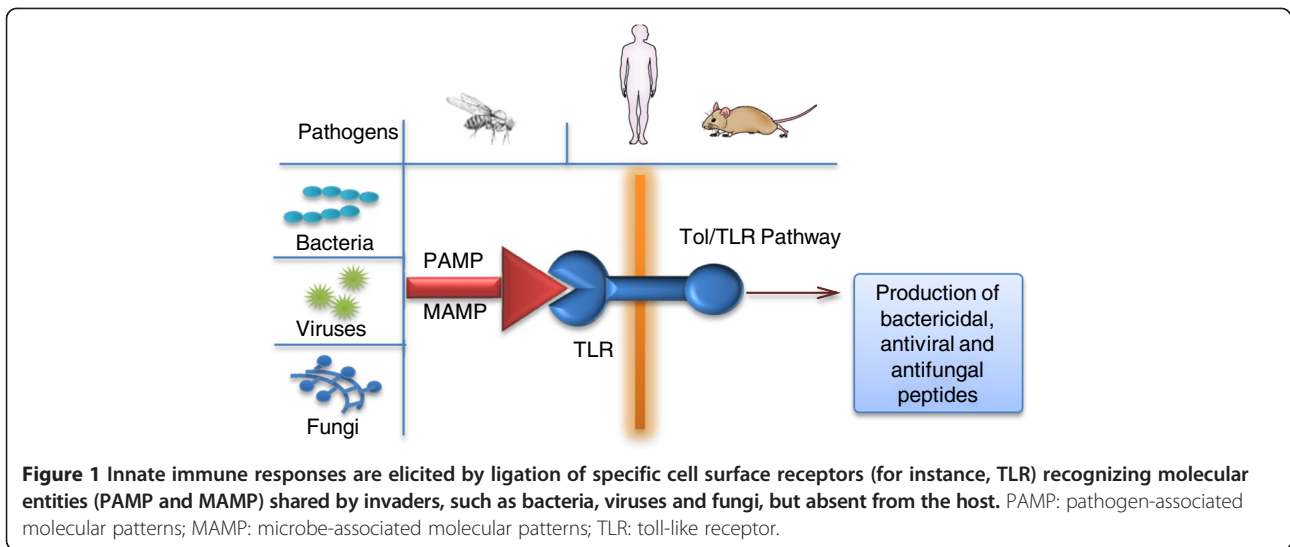 Pathogens
Bacteria
Viruses
Fungi
PAMP
MAMP
TLR
Tol/TLR Pathway
Production of
bactericidal,
antiviral and
antifungal
peptides
Figure 1 Innate immune responses are elicited by ligation of specific cell surface receptors (for instance, TLR) recognizing molecular
entities (PAMP and MAMP) shared by invaders, such as bacteria, viruses and fungi, but absent from the host. PAMP: pathogen-associated
molecular patterns; MAMP: microbe-associated molecular patterns; TLR: toll-like receptor.